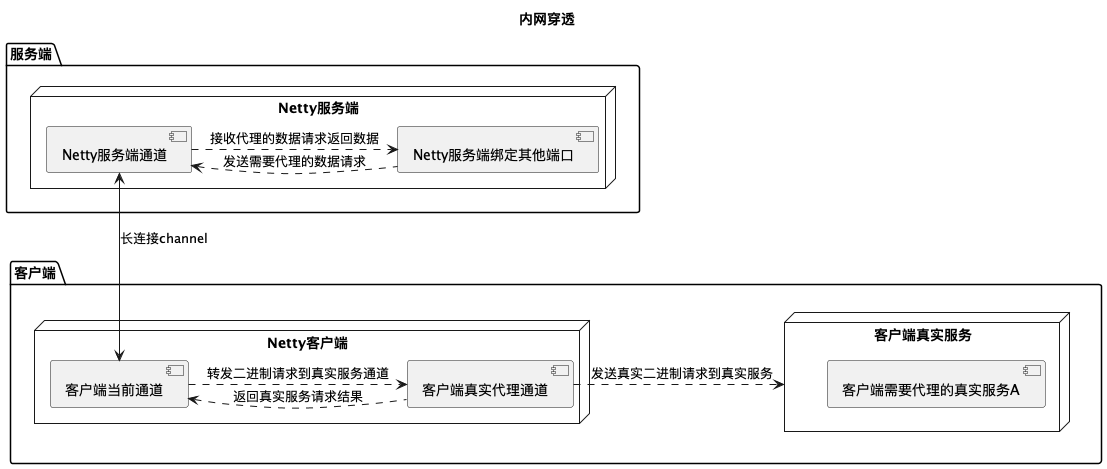 内网穿透
服务端
Netty服务端
接收代理的数据请求返回数据
Netty服务端通道
Netty服务端绑定其他端口
发送需要代理的数据请求
长连接channel
客户端
Netty客户端
客户端真实服务
转发二进制请求到真实服务通道
发送真实二进制请求到真实服务
客户端当前通道
客户端真实代理通道
客户端需要代理的真实服务A
返回真实服务请求结果